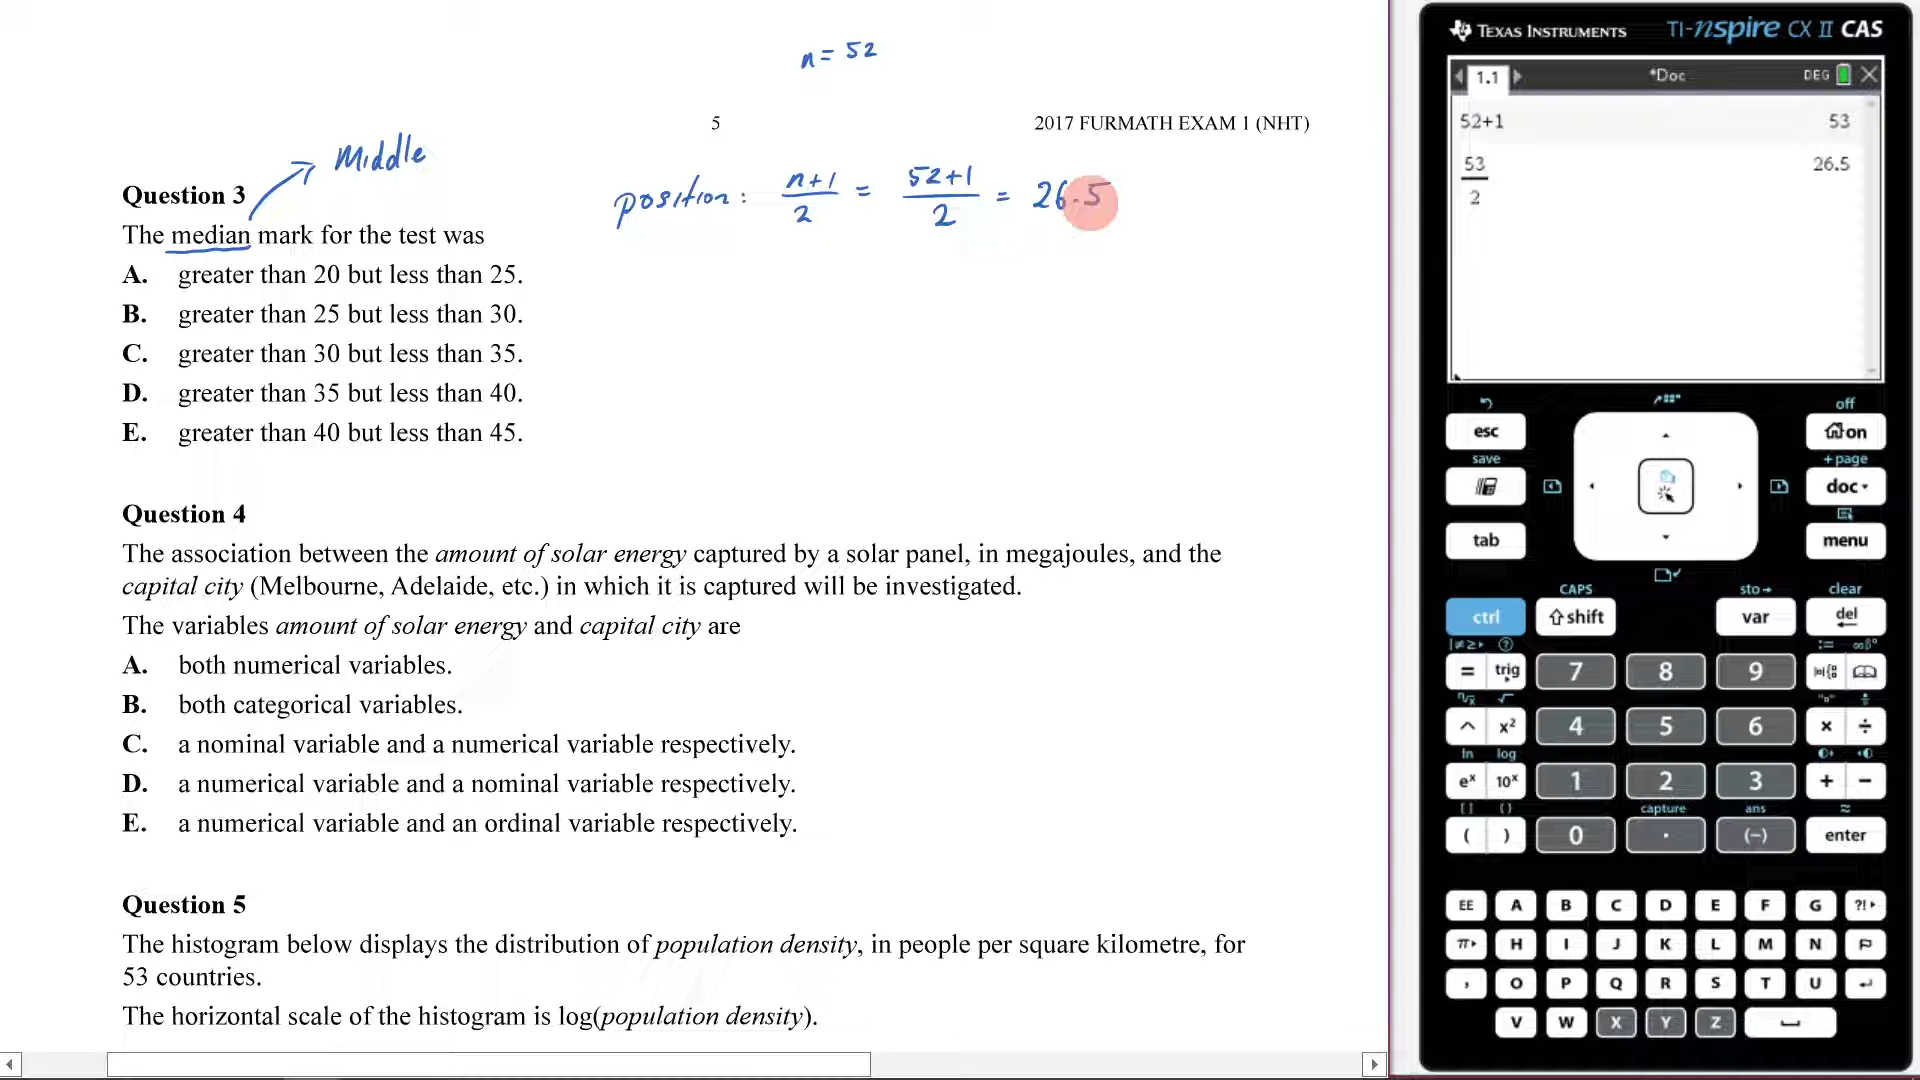 n = 52
5 2017 FURMATH EXAM 1 (NHT)
Middle
position : n+1/2 = 52+1/2 = 26.5
Question 3
The median mark for the test was
A. greater than 20 but less than 25.
B. greater than 25 but less than 30.
C. greater than 30 but less than 35.
D. greater than 35 but less than 40.
E. greater than 40 but less than 45.
Question 4
The association between the amount of solar energy captured by a solar panel, in megajoules, and the
capital city (Melbourne, Adelaide, etc.) in which it is captured will be investigated.
The variables amount of solar energy and capital city are
A. both numerical variables.
B. both categorical variables.
C. a nominal variable and a numerical variable respectively.
D. a numerical variable and a nominal variable respectively.
E. a numerical variable and an ordinal variable respectively.
Question 5
The histogram below displays the distribution of population density, in people per square kilometre, for
53 countries.
The horizontal scale of the histogram is log(population density).
TEXAS INSTRUMENTS TI-nspire CX II CAS
1.1 *Doc DEG
52+1 53
53/2 26.5
off
esc on
save + page
doc
tab menu
CAPS sto→ clear
ctrl shift var del
= trig 7 8 9
n√x √
^ x² 4 5 6 × ÷
ln log
eˣ 10ˣ 1 2 3 + −
[ ] { } capture ans ≈
( ) 0 . (−) enter
EE A B C D E F G ?!
π H I J K L M N
, O P Q R S T U
V W X Y Z